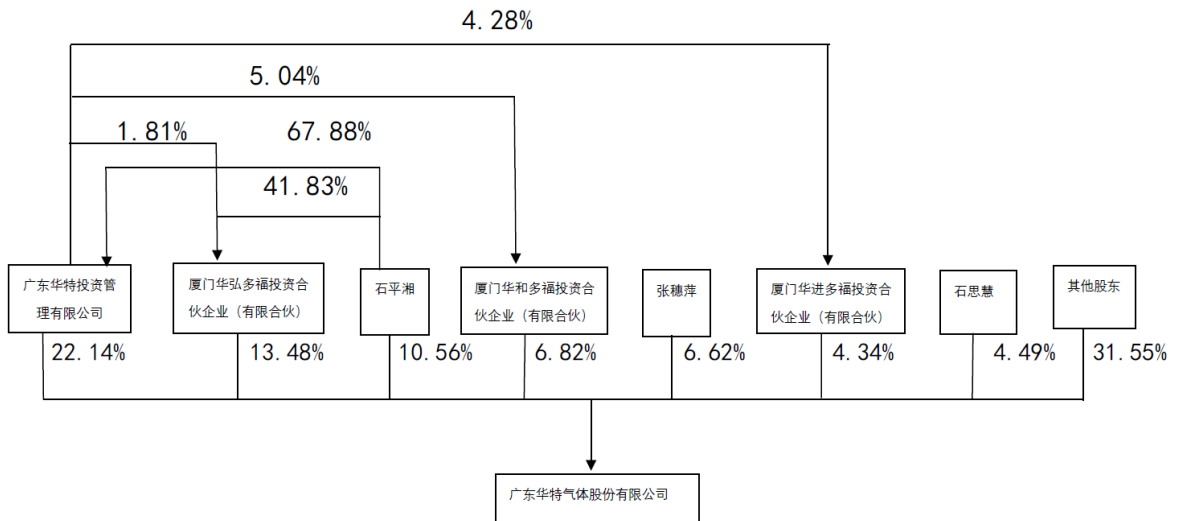 4.28%
5.04%
1.81%
67.88%
41.83%
广东华特投资管
理有限公司
厦门华弘多福投资合
伙企业（有限合伙）
石平湘
厦门华和多福投资合
伙企业（有限合伙）
张穗萍
厦门华进多福投资合
伙企业（有限合伙）
石思慧
其他股东
22.14%
13.48%
10.56%
6.82%
6.62%
4.34%
4.49%
31.55%
广东华特气体股份有限公司